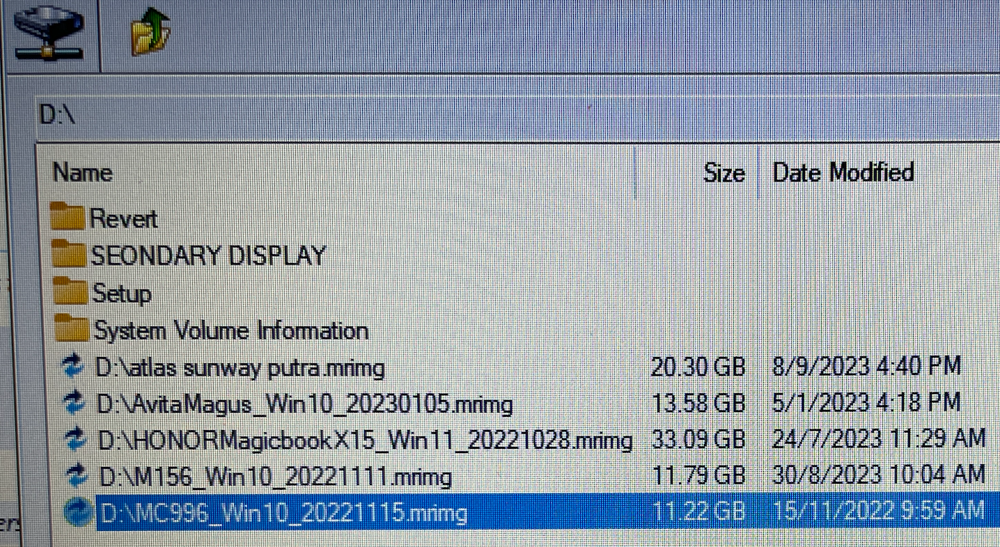 D:\
Name Size Date Modified
Revert
SEONDARY DISPLAY
Setup
System Volume Information
D:\atlas sunway putra.mrimg 20.30 GB 8/9/2023 4:40 PM
D:\AvitaMagus_Win10_20230105.mrimg 13.58 GB 5/1/2023 4:18 PM
D:\HONORMagicbookX15_Win11_20221028.mrimg 33.09 GB 24/7/2023 11:29 AM
D:\M156_Win10_20221111.mrimg 11.79 GB 30/8/2023 10:04 AM
D:\MC996_Win10_20221115.mrimg 11.22 GB 15/11/2022 9:59 AM